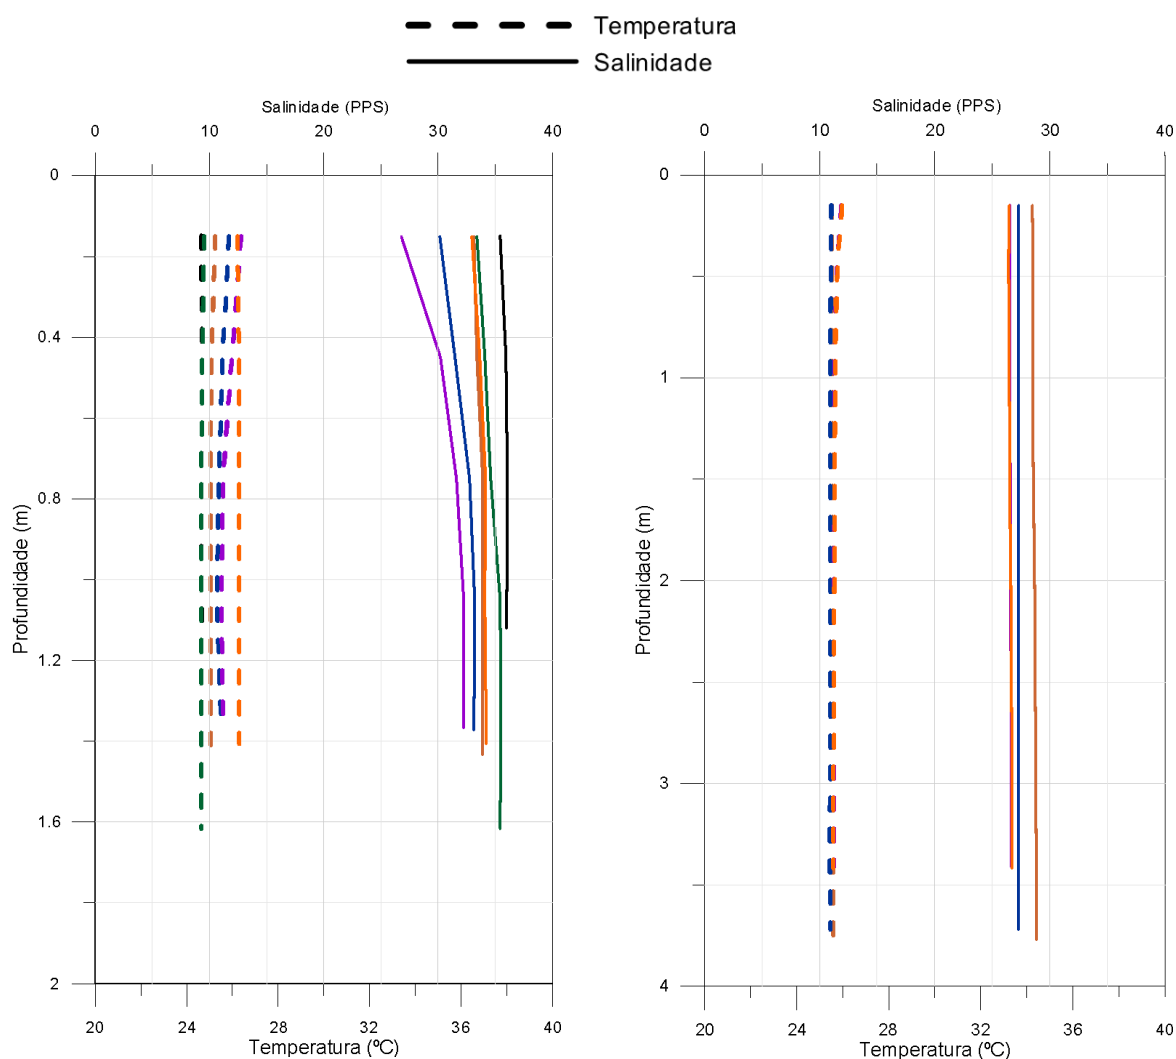 Temperatura
Salinidade
Salinidade (PPS)
0 10 20 30 40
0
0.4
0.8
1.2
1.6
2
Profundidade (m)
20 24 28 32 36 40
Temperatura (ºC)
Salinidade (PPS)
0 10 20 30 40
0
1
2
3
4
Profundidade (m)
20 24 28 32 36 40
Temperatura (ºC)